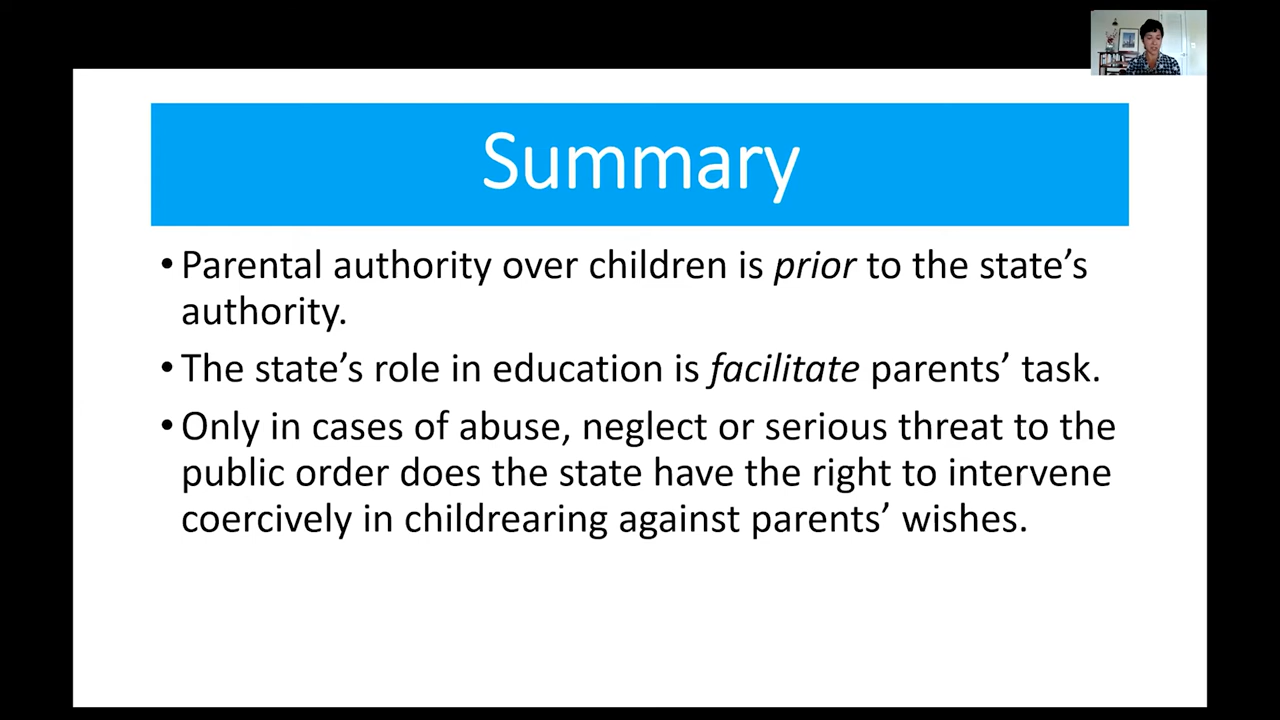 Summary
• Parental authority over children is prior to the state’s
authority.
• The state’s role in education is facilitate parents’ task.
• Only in cases of abuse, neglect or serious threat to the
public order does the state have the right to intervene
coercively in childrearing against parents’ wishes.